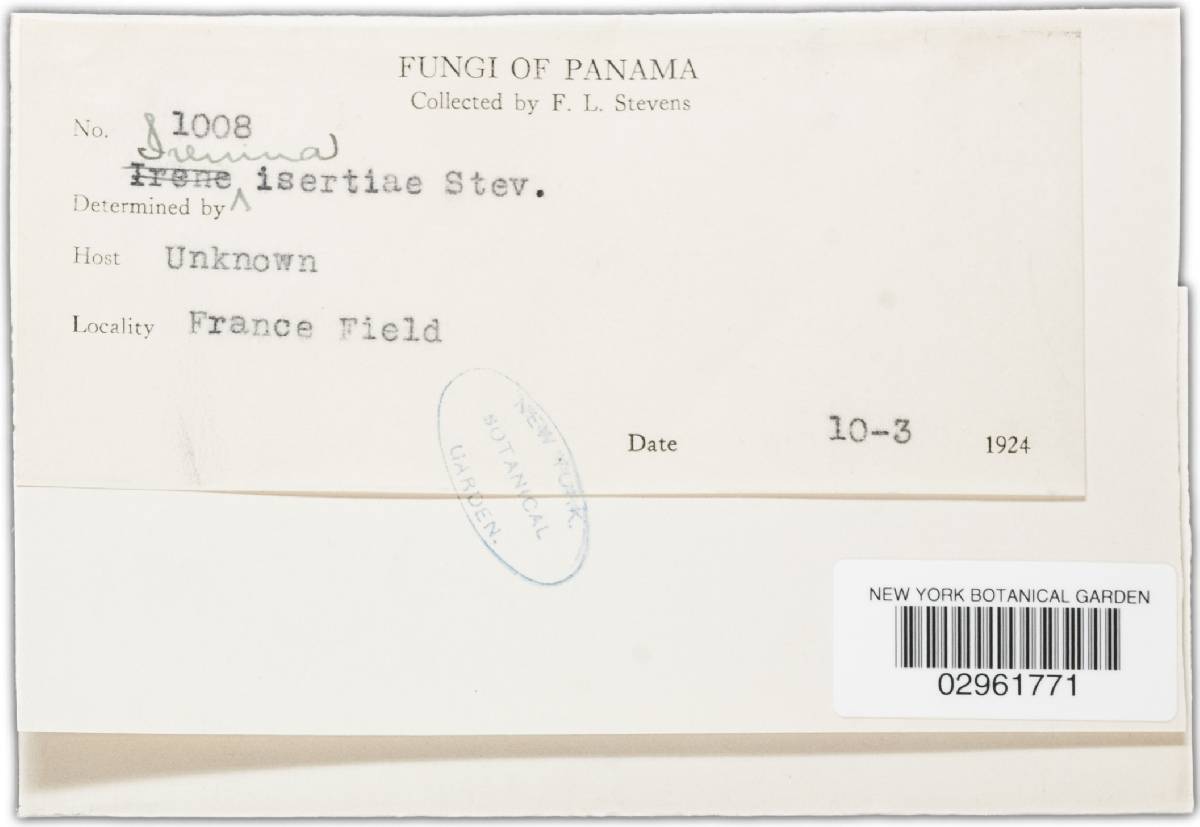 FUNGI OF PANAMA
Collected by F. L. Stevens
No. 1008
Irenina
Irene isertiae Stev.
Determined by
Host Unknown
Locality France Field
Date 10-3 1924
NEW YORK
BOTANICAL
GARDEN.
NEW YORK BOTANICAL GARDEN
02961771